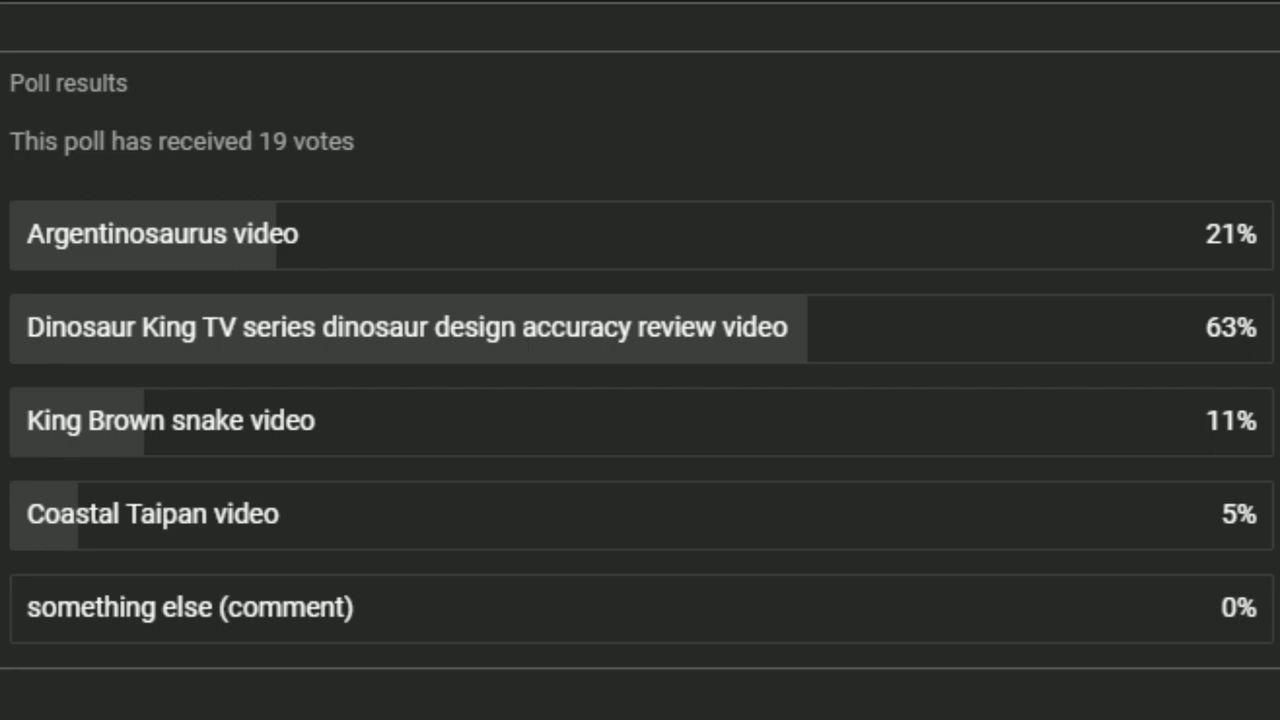 Poll results
This poll has received 19 votes
Argentinosaurus video 21%
Dinosaur King TV series dinosaur design accuracy review video 63%
King Brown snake video 11%
Coastal Taipan video 5%
something else (comment) 0%